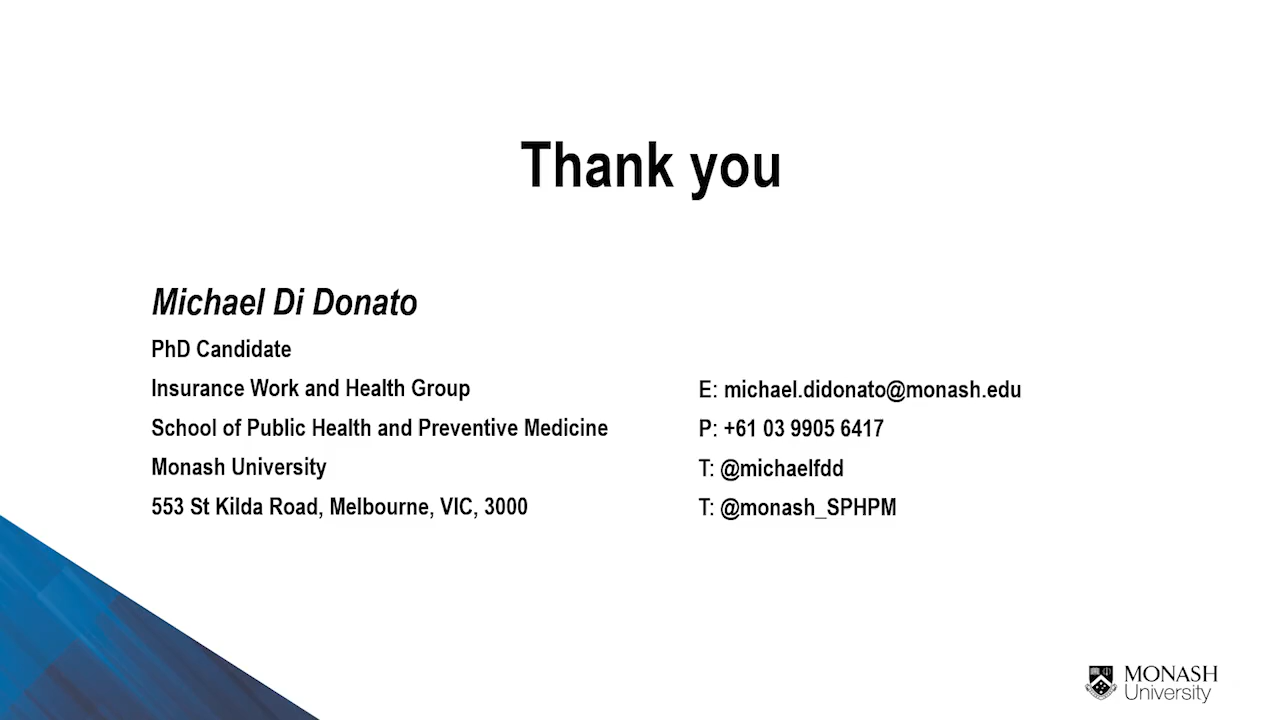 Thank you
Michael Di Donato
PhD Candidate
Insurance Work and Health Group
School of Public Health and Preventive Medicine
Monash University
553 St Kilda Road, Melbourne, VIC, 3000
E: michael.didonato@monash.edu
P: +61 03 9905 6417
T: @michaelfdd
T: @monash_SPHPM
MONASH
University